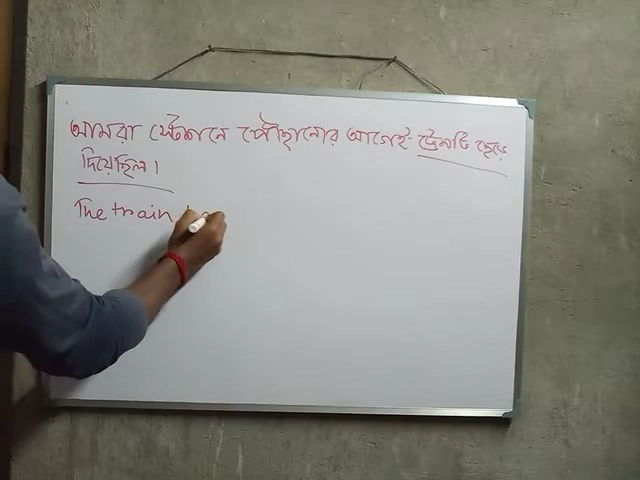 আমরা স্টেশনে পৌছানোর আগেই ট্রেনটি ছেড়ে
দিয়েছিল।
The train